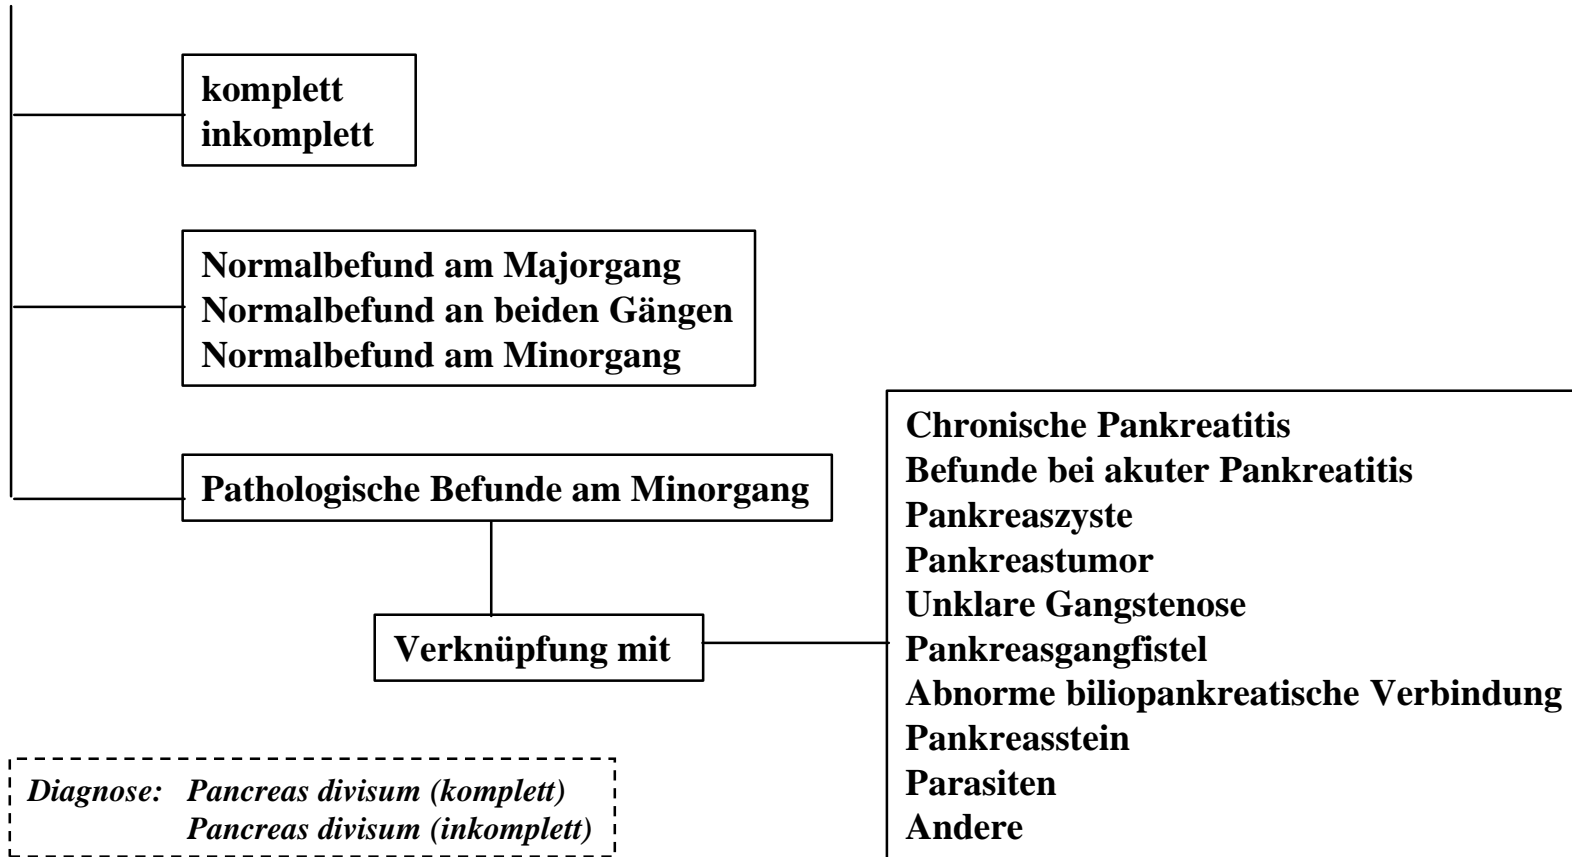 komplett
inkomplett
Normalbefund am Majorgang
Normalbefund an beiden Gängen
Normalbefund am Minorgang
Pathologische Befunde am Minorgang
Verknüpfung mit
Chronische Pankreatitis
Befunde bei akuter Pankreatitis
Pankreaszyste
Pankreastumor
Unklare Gangstenose
Pankreasgangfistel
Abnorme biliopankreatische Verbindung
Pankreasstein
Parasiten
Andere
Diagnose: Pancreas divisum (komplett)
Pancreas divisum (inkomplett)